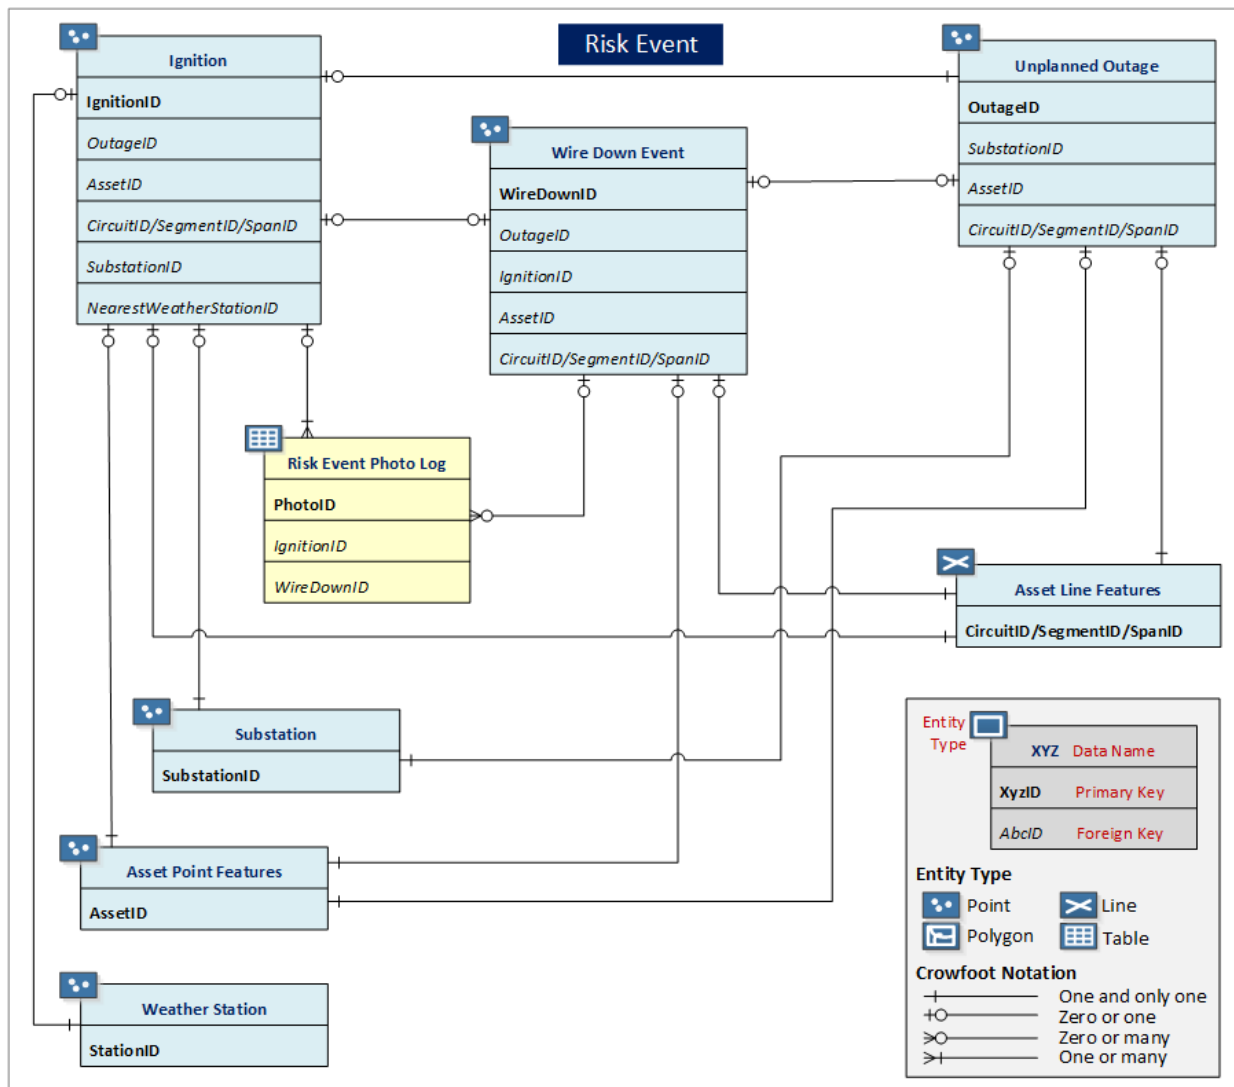 Risk Event
Ignition
IgnitionID
OutageID
AssetID
CircuitID/SegmentID/SpanID
SubstationID
NearestWeatherStationID
Wire Down Event
WireDownID
OutageID
IgnitionID
AssetID
CircuitID/SegmentID/SpanID
Unplanned Outage
OutageID
SubstationID
AssetID
CircuitID/SegmentID/SpanID
Risk Event Photo Log
PhotoID
IgnitionID
WireDownID
Asset Line Features
CircuitID/SegmentID/SpanID
Substation
SubstationID
Asset Point Features
AssetID
Weather Station
StationID
Entity
Type
XYZ Data Name
XyzID Primary Key
AbcID Foreign Key
Entity Type
Point
Line
Polygon
Table
Crowfoot Notation
One and only one
Zero or one
Zero or many
One or many